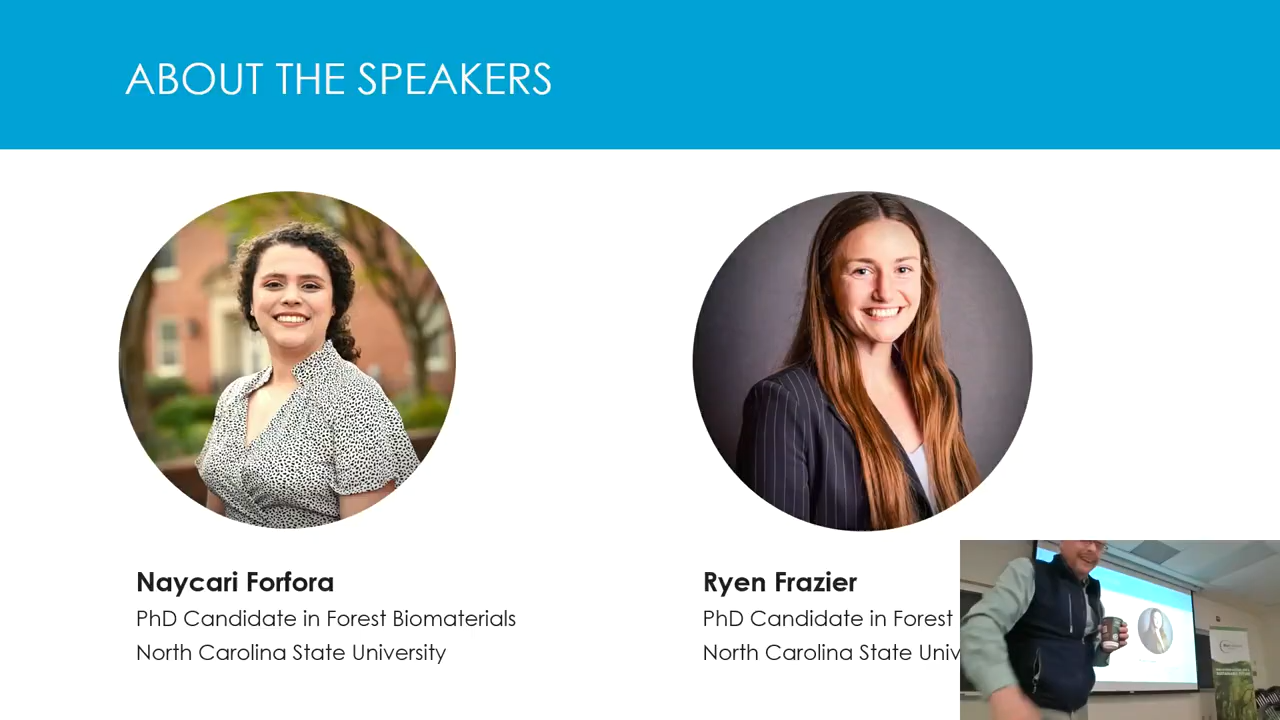 ABOUT THE SPEAKERS
Naycari Forfora
PhD Candidate in Forest Biomaterials
North Carolina State University
Ryen Frazier
PhD Candidate in Forest
North Carolina State Univ